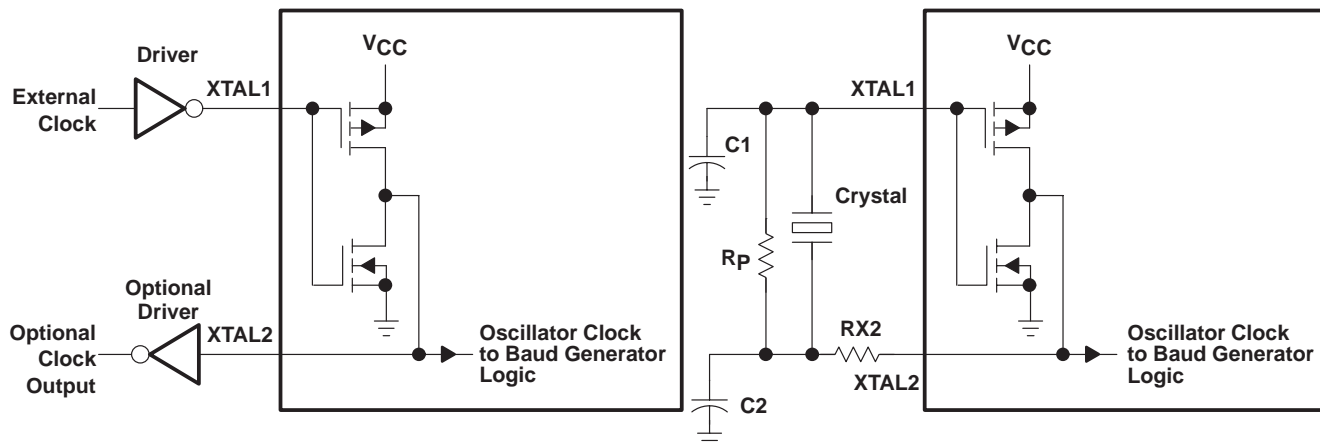 VCC
Driver
XTAL1
External
Clock
Optional
Driver
XTAL2
Optional
Clock
Output
Oscillator Clock
to Baud Generator
Logic
VCC
XTAL1
C1
Crystal
RP
RX2
XTAL2
C2
Oscillator Clock
to Baud Generator
Logic